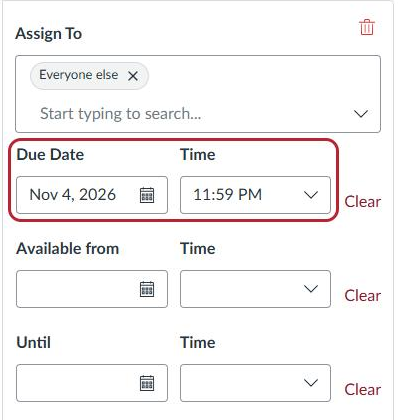 Assign To
Everyone else
Start typing to search...
Due Date Time
Nov 4, 2026 11:59 PM Clear
Available from Time
Clear
Until Time
Clear